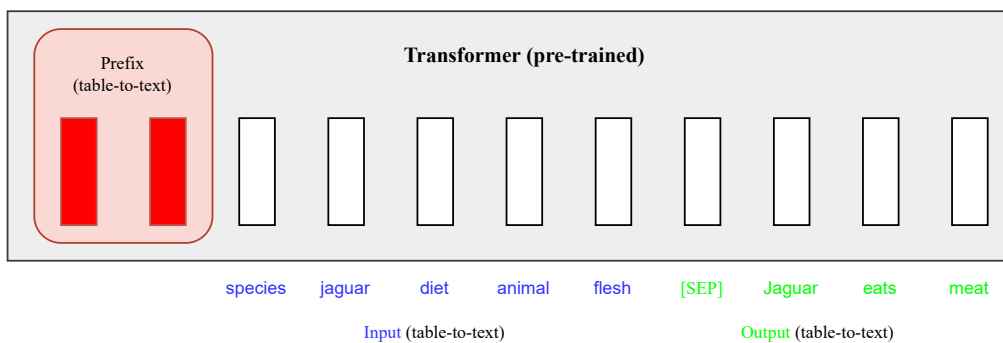 Transformer (pre-trained)
Prefix
(table-to-text)
species jaguar diet animal flesh [SEP] Jaguar eats meat
Input (table-to-text) Output (table-to-text)